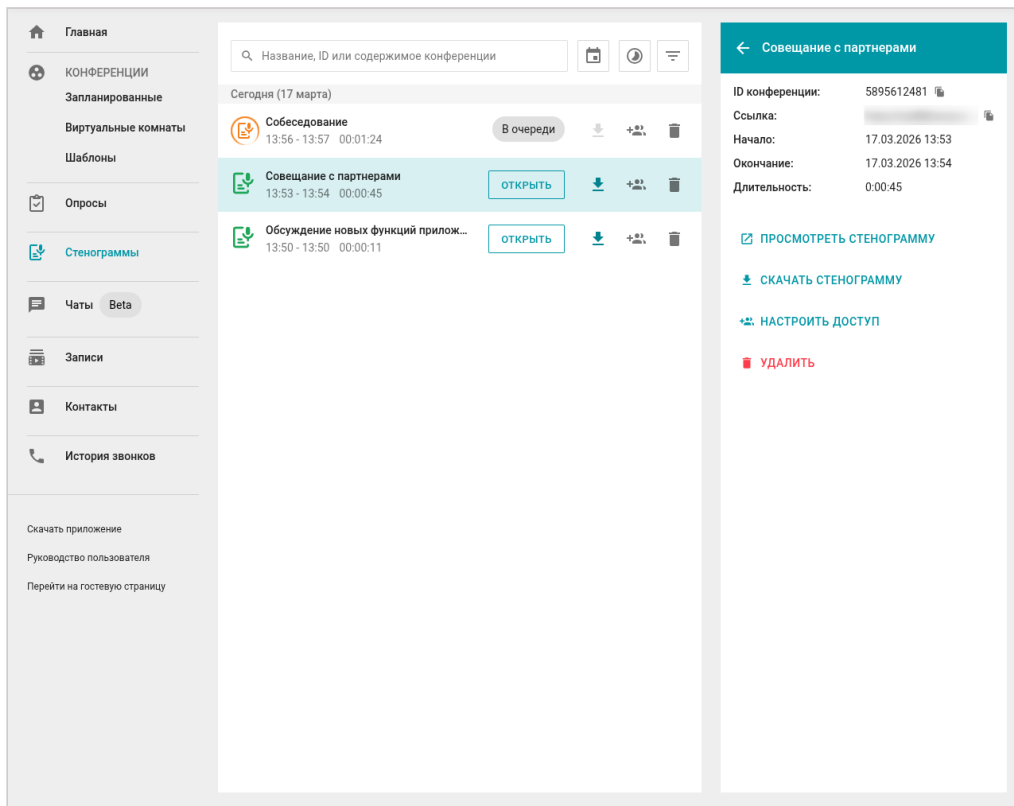 Главная
КОНФЕРЕНЦИИ
Запланированные
Виртуальные комнаты
Шаблоны
Опросы
Стенограммы
Чаты Beta
Записи
Контакты
История звонков
Скачать приложение
Руководство пользователя
Перейти на гостевую страницу
Название, ID или содержимое конференции
Сегодня (17 марта)
Собеседование
13:56 - 13:57 00:01:24
В очереди
Совещание с партнерами
13:53 - 13:54 00:00:45
ОТКРЫТЬ
Обсуждение новых функций прилож...
13:50 - 13:50 00:00:11
ОТКРЫТЬ
Совещание с партнерами
ID конференции: 5895612481
Ссылка:
Начало: 17.03.2026 13:53
Окончание: 17.03.2026 13:54
Длительность: 0:00:45
ПРОСМОТРЕТЬ СТЕНОГРАММУ
СКАЧАТЬ СТЕНОГРАММУ
НАСТРОИТЬ ДОСТУП
УДАЛИТЬ